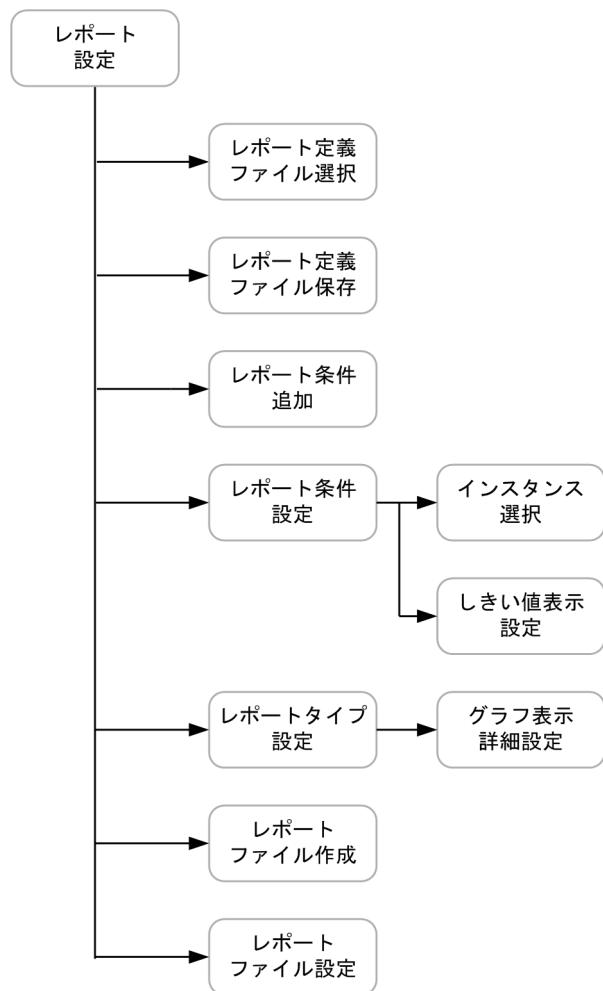 レポート
設定
レポート定義
ファイル選択
レポート定義
ファイル保存
レポート条件
追加
レポート条件
設定
インスタンス
選択
しきい値表示
設定
レポートタイプ
設定
グラフ表示
詳細設定
レポート
ファイル作成
レポート
ファイル設定